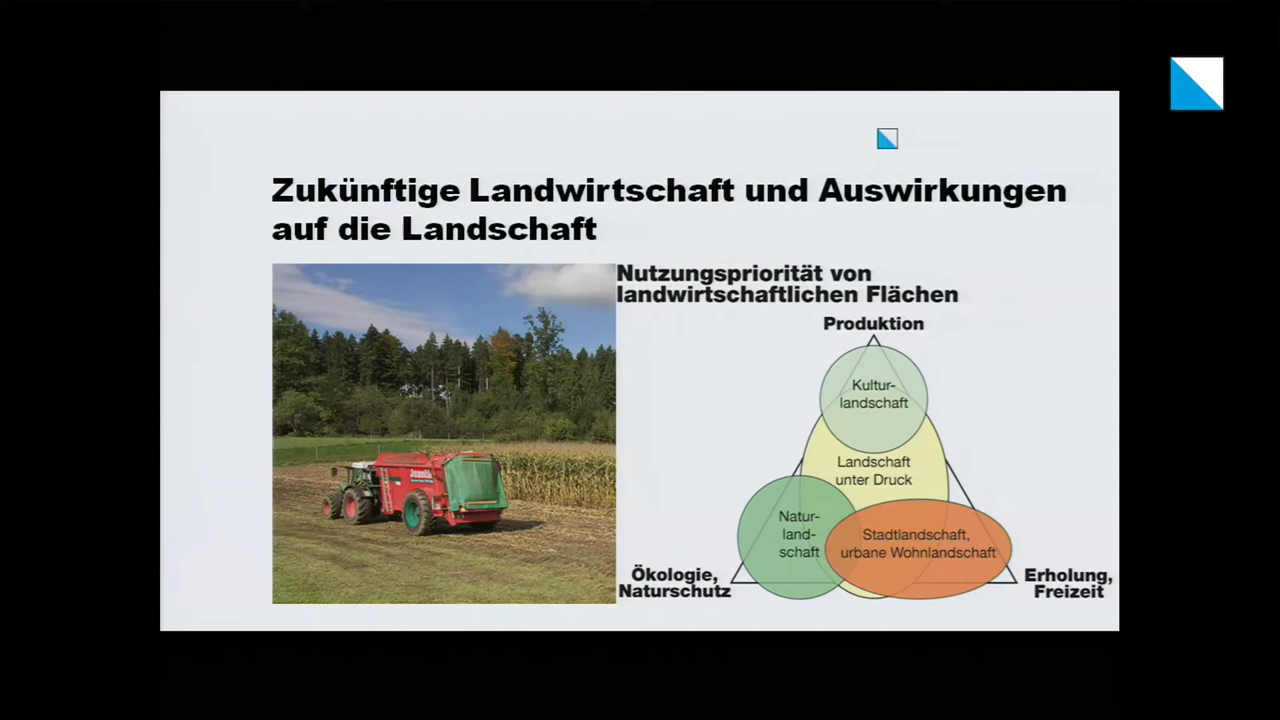 Zukünftige Landwirtschaft und Auswirkungen
auf die Landschaft
Nutzungspriorität von
landwirtschaftlichen Flächen
Produktion
Kultur-
landschaft
Landschaft
unter Druck
Natur-
land-
schaft
Stadtlandschaft,
urbane Wohnlandschaft
Ökologie,
Naturschutz
Erholung,
Freizeit